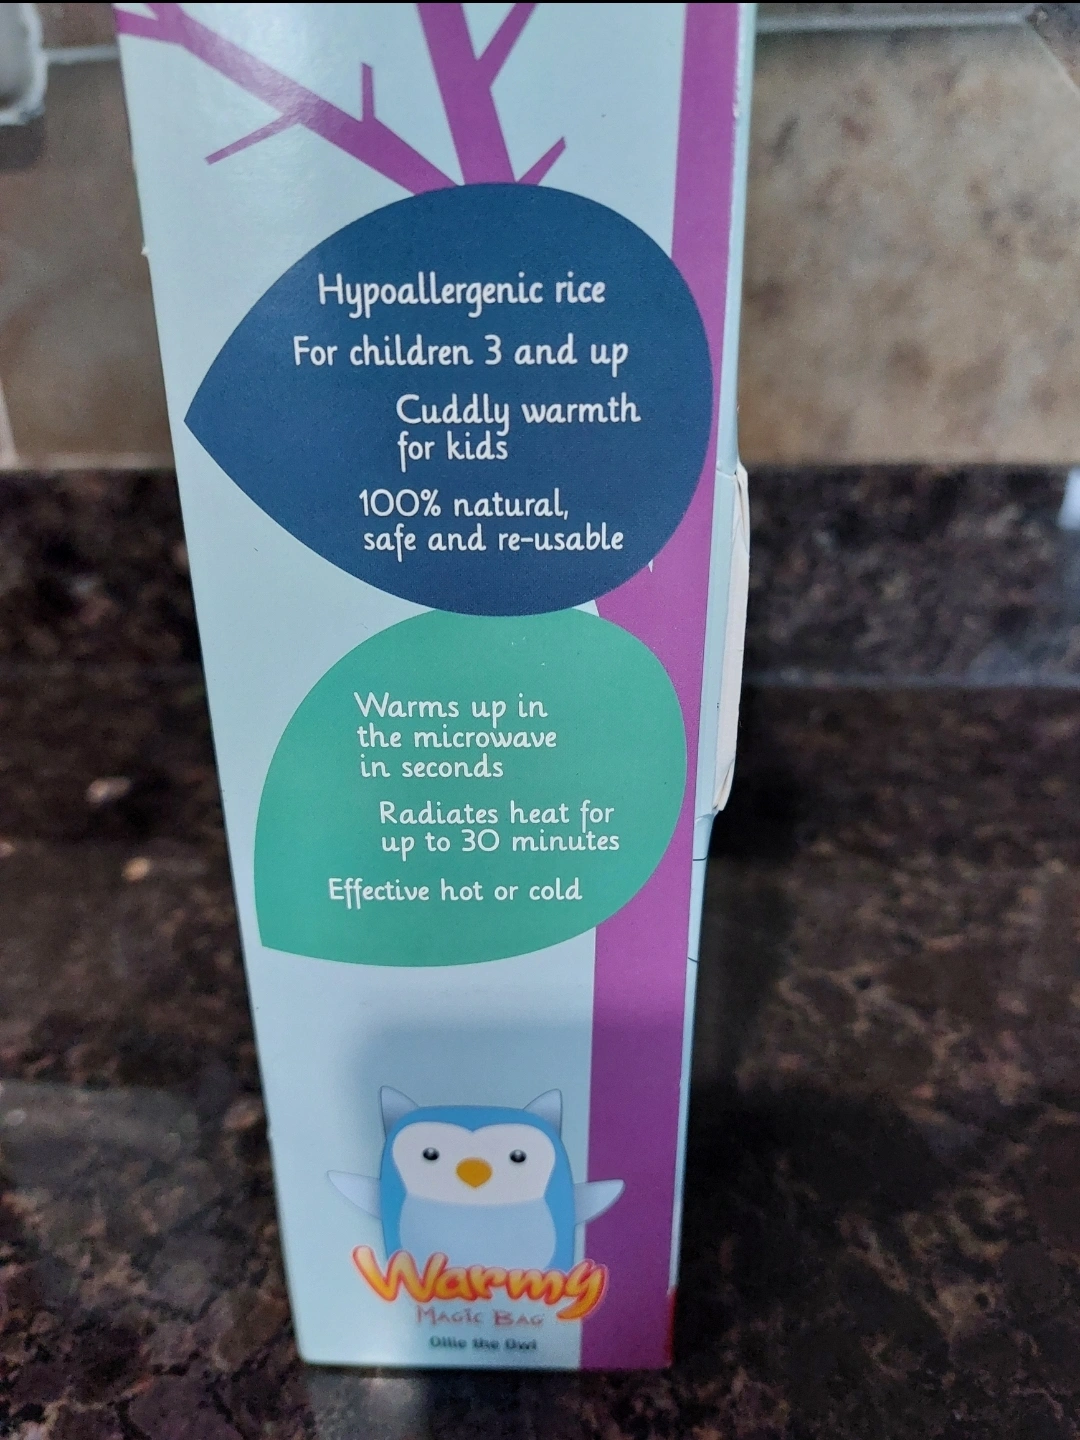 Hypoallergenic rice
For children 3 and up
Cuddly warmth
for kids
100% natural,
safe and re-usable
Warms up in
the microwave
in seconds
Radiates heat for
up to 30 minutes
Effective hot or cold
Warmy
MAGIC BAG
Ollie the Owl